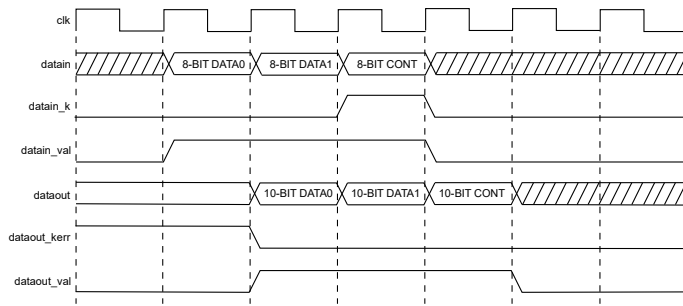 clk
datain 8-BIT DATA0 8-BIT DATA1 8-BIT CONT
datain_k
datain_val
dataout 10-BIT DATA0 10-BIT DATA1 10-BIT CONT
dataout_kerr
dataout_val